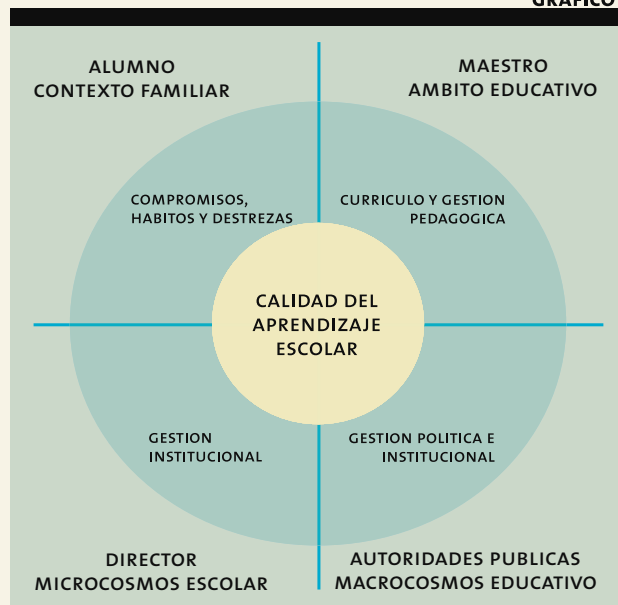 GRAFICO
ALUMNO
CONTEXTO FAMILIAR
MAESTRO
AMBITO EDUCATIVO
COMPROMISOS,
HABITOS Y DESTREZAS
CURRICULO Y GESTION
PEDAGOGICA
CALIDAD DEL
APRENDIZAJE
ESCOLAR
GESTION
INSTITUCIONAL
GESTION POLITICA E
INSTITUCIONAL
DIRECTOR
MICROCOSMOS ESCOLAR
AUTORIDADES PUBLICAS
MACROCOSMOS EDUCATIVO